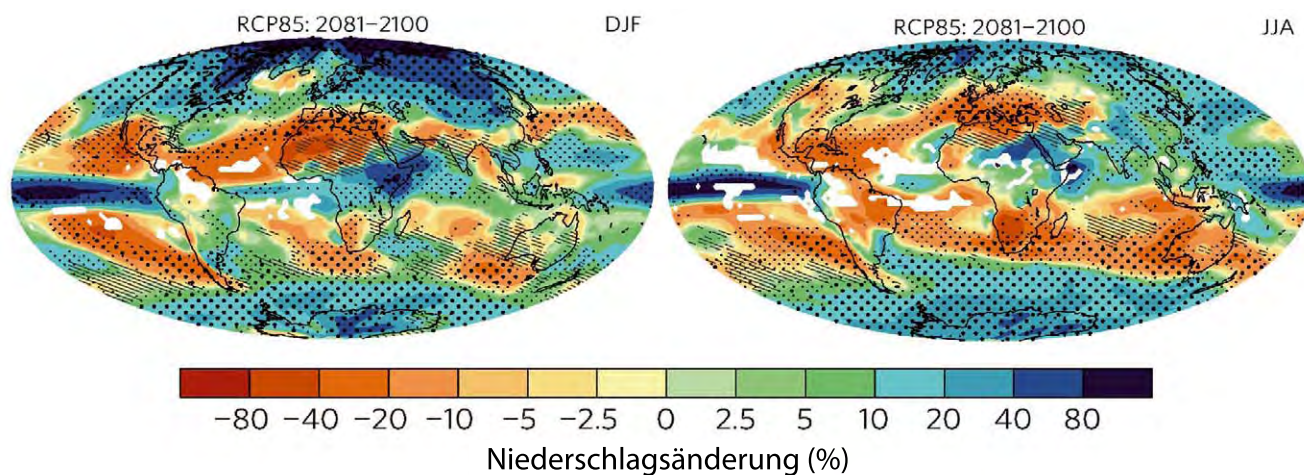 RCP85: 2081–2100 DJF
RCP85: 2081–2100 JJA
−80 −40 −20 −10 −5 −2.5 0 2.5 5 10 20 40 80
Niederschlagsänderung (%)